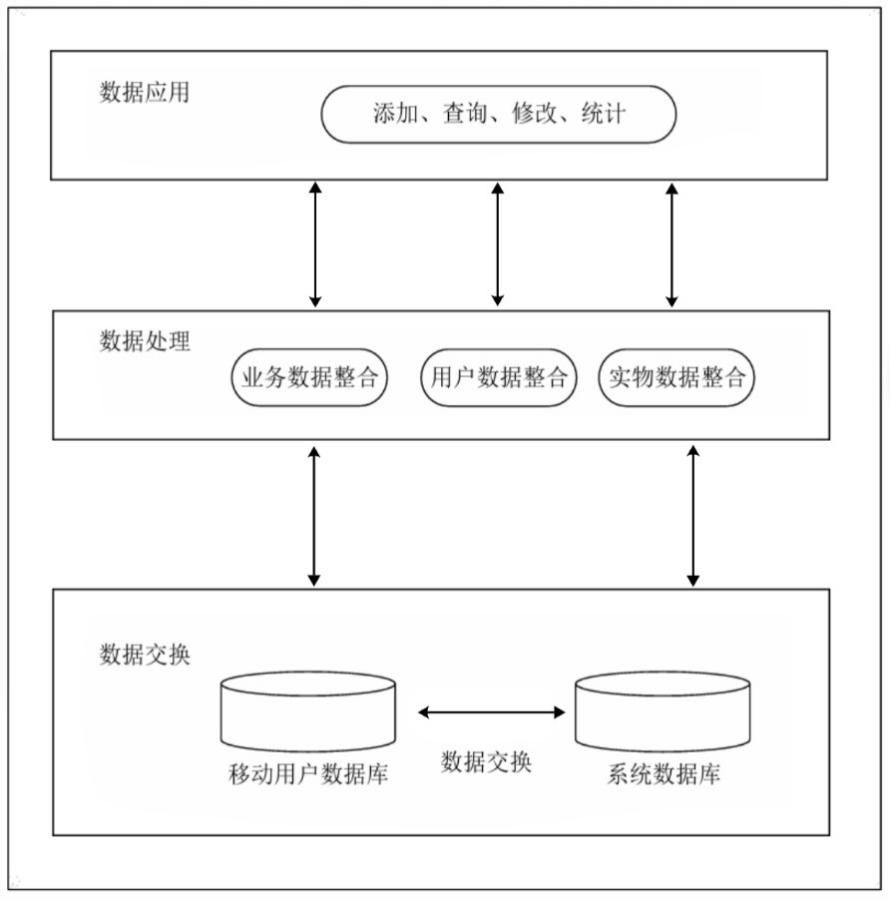 数据应用
添加、查询、修改、统计
数据处理
业务数据整合
用户数据整合
实物数据整合
数据交换
数据交换
移动用户数据库
系统数据库